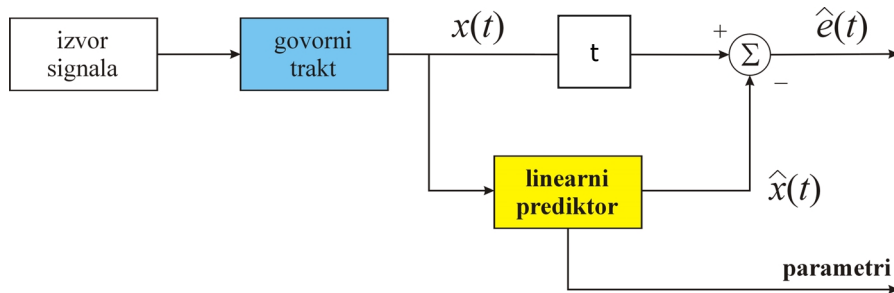 izvor
signala
govorni
trakt
x(t)
t
+
Σ
−
ê(t)
linearni
prediktor
x̂(t)
parametri